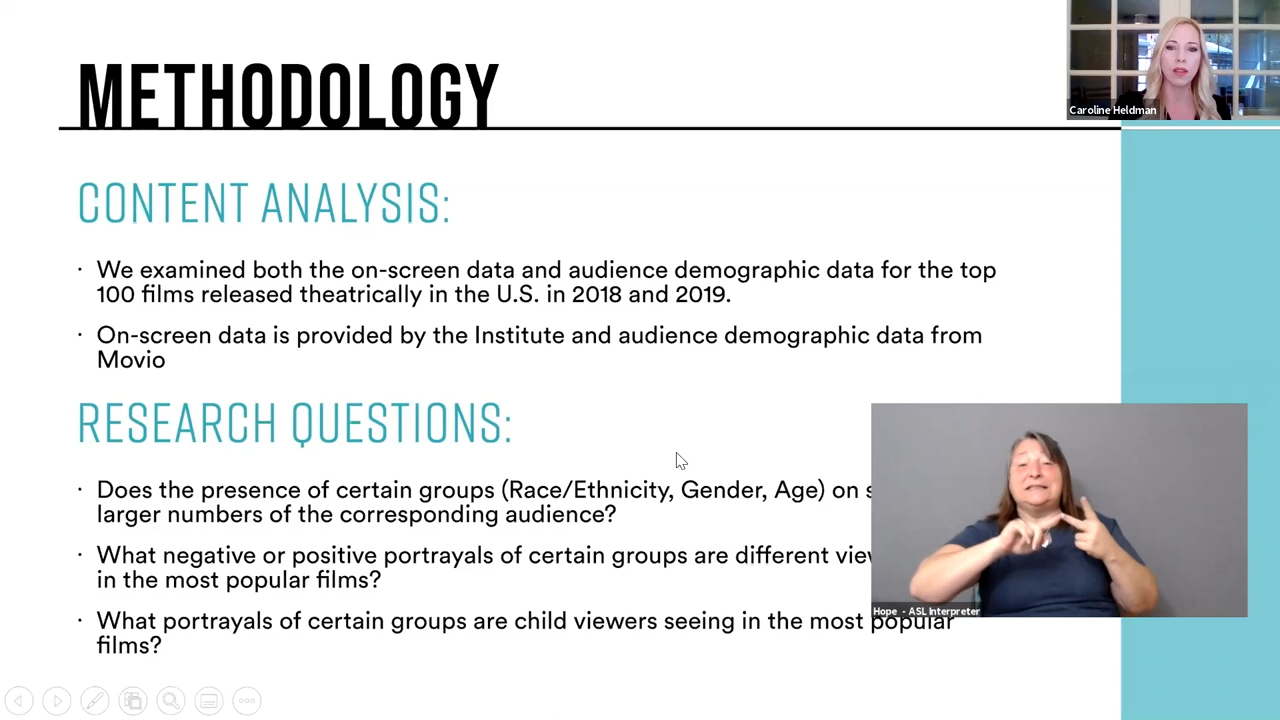 METHODOLOGY
Caroline Heldman
CONTENT ANALYSIS:
· We examined both the on-screen data and audience demographic data for the top
100 films released theatrically in the U.S. in 2018 and 2019.
· On-screen data is provided by the Institute and audience demographic data from
Movio
RESEARCH QUESTIONS:
· Does the presence of certain groups (Race/Ethnicity, Gender, Age) on
larger numbers of the corresponding audience?
· What negative or positive portrayals of certain groups are different
in the most popular films?
Hope - ASL Interpreter
· What portrayals of certain groups are child viewers seeing in the most popular
films?